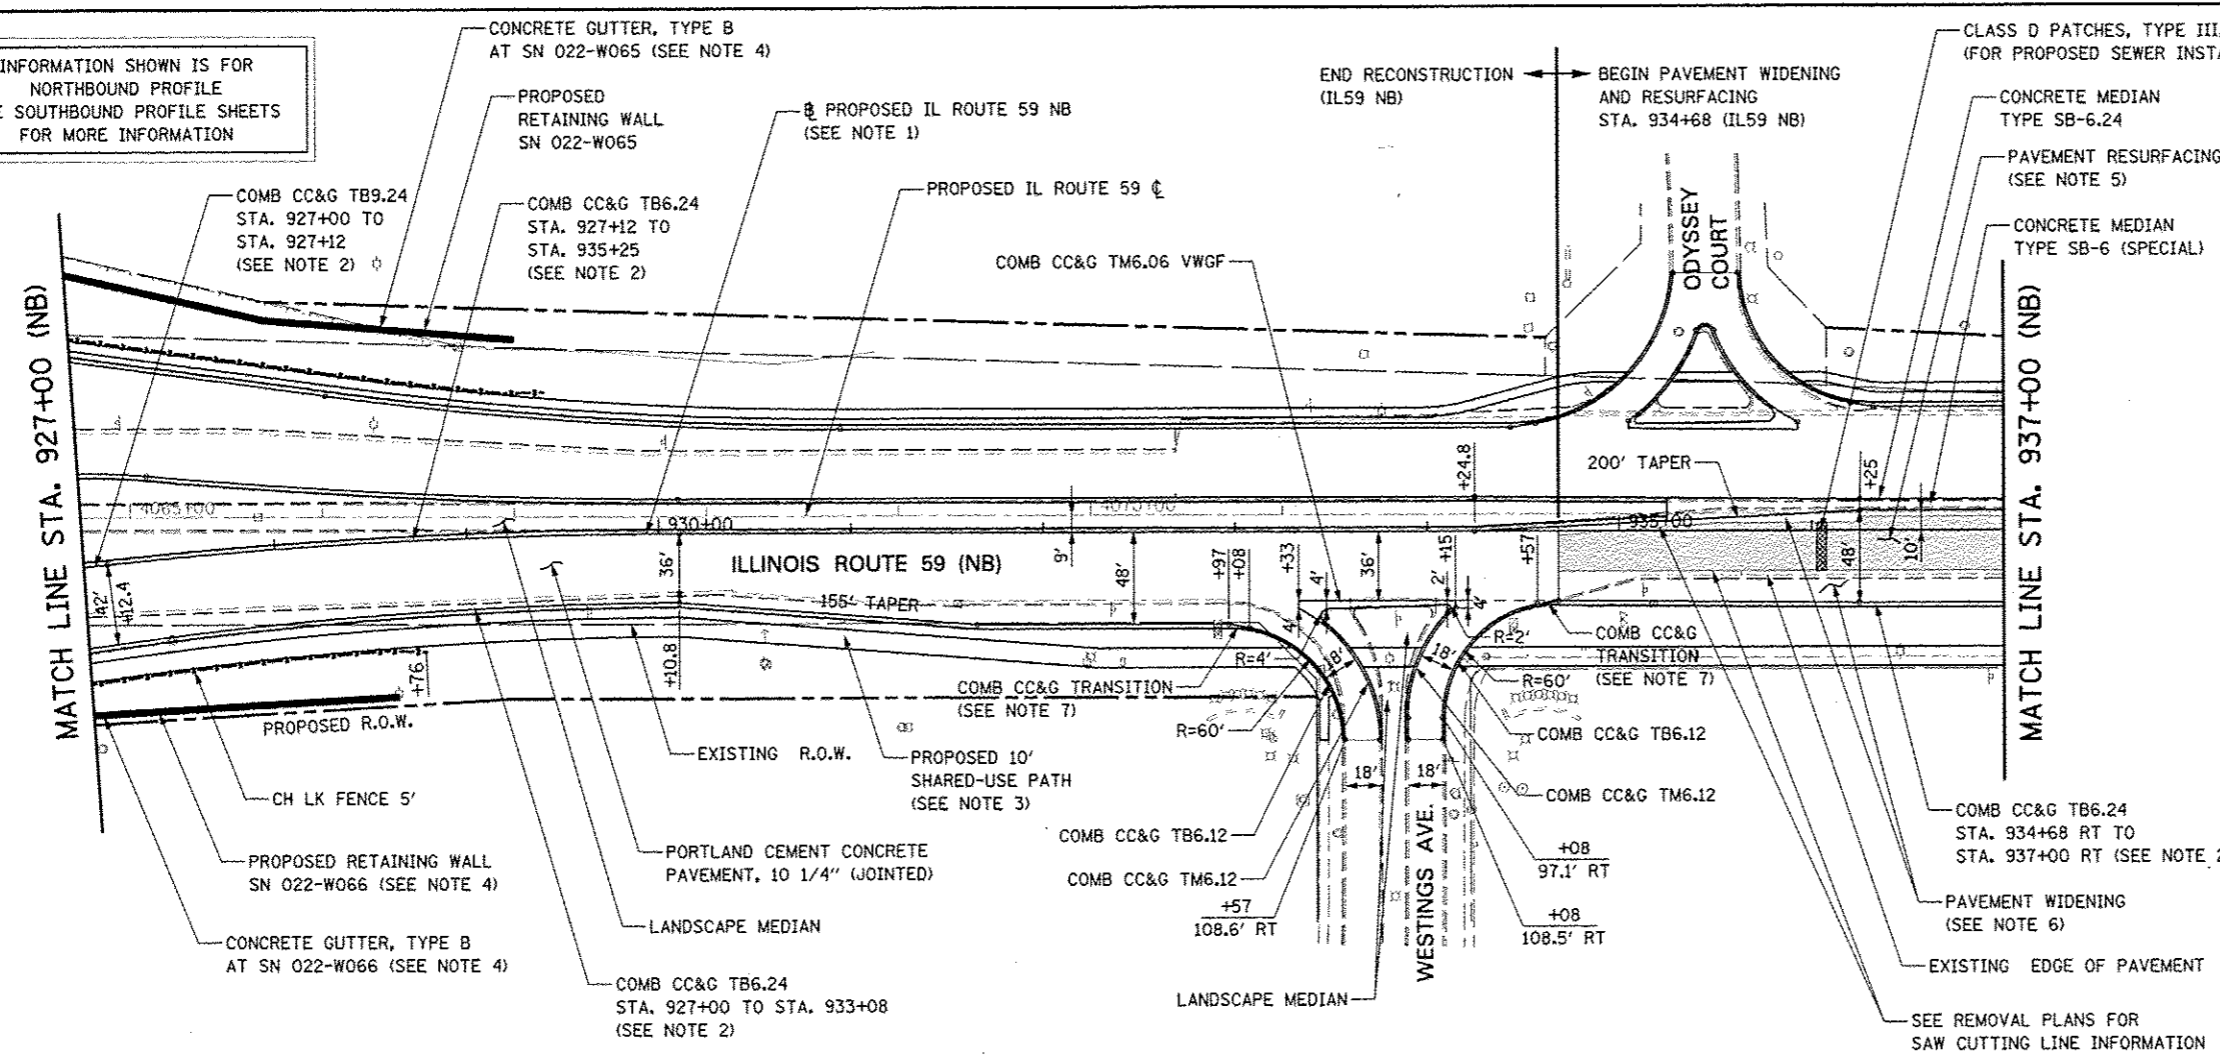 INFORMATION SHOWN IS FOR
NORTHBOUND PROFILE
SOUTHBOUND PROFILE SHEETS
FOR MORE INFORMATION
CONCRETE GUTTER, TYPE B
AT SN 022-W065 (SEE NOTE 4)
PROPOSED
RETAINING WALL
SN 022-W065
℄ PROPOSED IL ROUTE 59 NB
(SEE NOTE 1)
PROPOSED IL ROUTE 59 ℄
COMB CC&G TB9.24
STA. 927+00 TO
STA. 927+12
(SEE NOTE 2)
COMB CC&G TB6.24
STA. 927+12 TO
STA. 935+25
(SEE NOTE 2)
COMB CC&G TM6.06 VWGF
END RECONSTRUCTION
(IL59 NB)
BEGIN PAVEMENT WIDENING
AND RESURFACING
STA. 934+68 (IL59 NB)
ODYSSEY
COURT
CLASS D PATCHES, TYPE III,
(FOR PROPOSED SEWER
CONCRETE MEDIAN
TYPE SB-6.24
PAVEMENT RESURFACING
(SEE NOTE 5)
CONCRETE MEDIAN
TYPE SB-6 (SPECIAL)
MATCH LINE STA. 927+00 (NB)
MATCH LINE STA. 937+00 (NB)
4065+00
930+00
4075+00
935+00
200' TAPER
+24.8
+25
48'
10'
ILLINOIS ROUTE 59 (NB)
155' TAPER
42'
+12.4
36'
9'
48'
+97
+08
+33
4'
36'
2'
+15
4'
+57
4'
+76
+10.8
R=4'
18'
18'
R=2'
R=60'
R=60'
18'
18'
PROPOSED R.O.W.
EXISTING R.O.W.
COMB CC&G TRANSITION
(SEE NOTE 7)
COMB CC&G
TRANSITION
(SEE NOTE 7)
PROPOSED 10'
SHARED-USE PATH
(SEE NOTE 3)
CH LK FENCE 5'
PROPOSED RETAINING WALL
SN 022-W066 (SEE NOTE 4)
CONCRETE GUTTER, TYPE B
AT SN 022-W066 (SEE NOTE 4)
PORTLAND CEMENT CONCRETE
PAVEMENT, 10 1/4" (JOINTED)
LANDSCAPE MEDIAN
COMB CC&G TB6.24
STA. 927+00 TO STA. 933+08
(SEE NOTE 2)
COMB CC&G TB6.12
COMB CC&G TM6.12
+57
108.6' RT
LANDSCAPE MEDIAN
WESTINGS AVE.
COMB CC&G TB6.12
COMB CC&G TM6.12
+08
97.1' RT
+08
108.5' RT
COMB CC&G TB6.24
STA. 934+68 RT TO
STA. 937+00 RT (SEE NOTE 2
PAVEMENT WIDENING
(SEE NOTE 6)
EXISTING EDGE OF PAVEMENT
SEE REMOVAL PLANS FOR
SAW CUTTING LINE INFORMATION